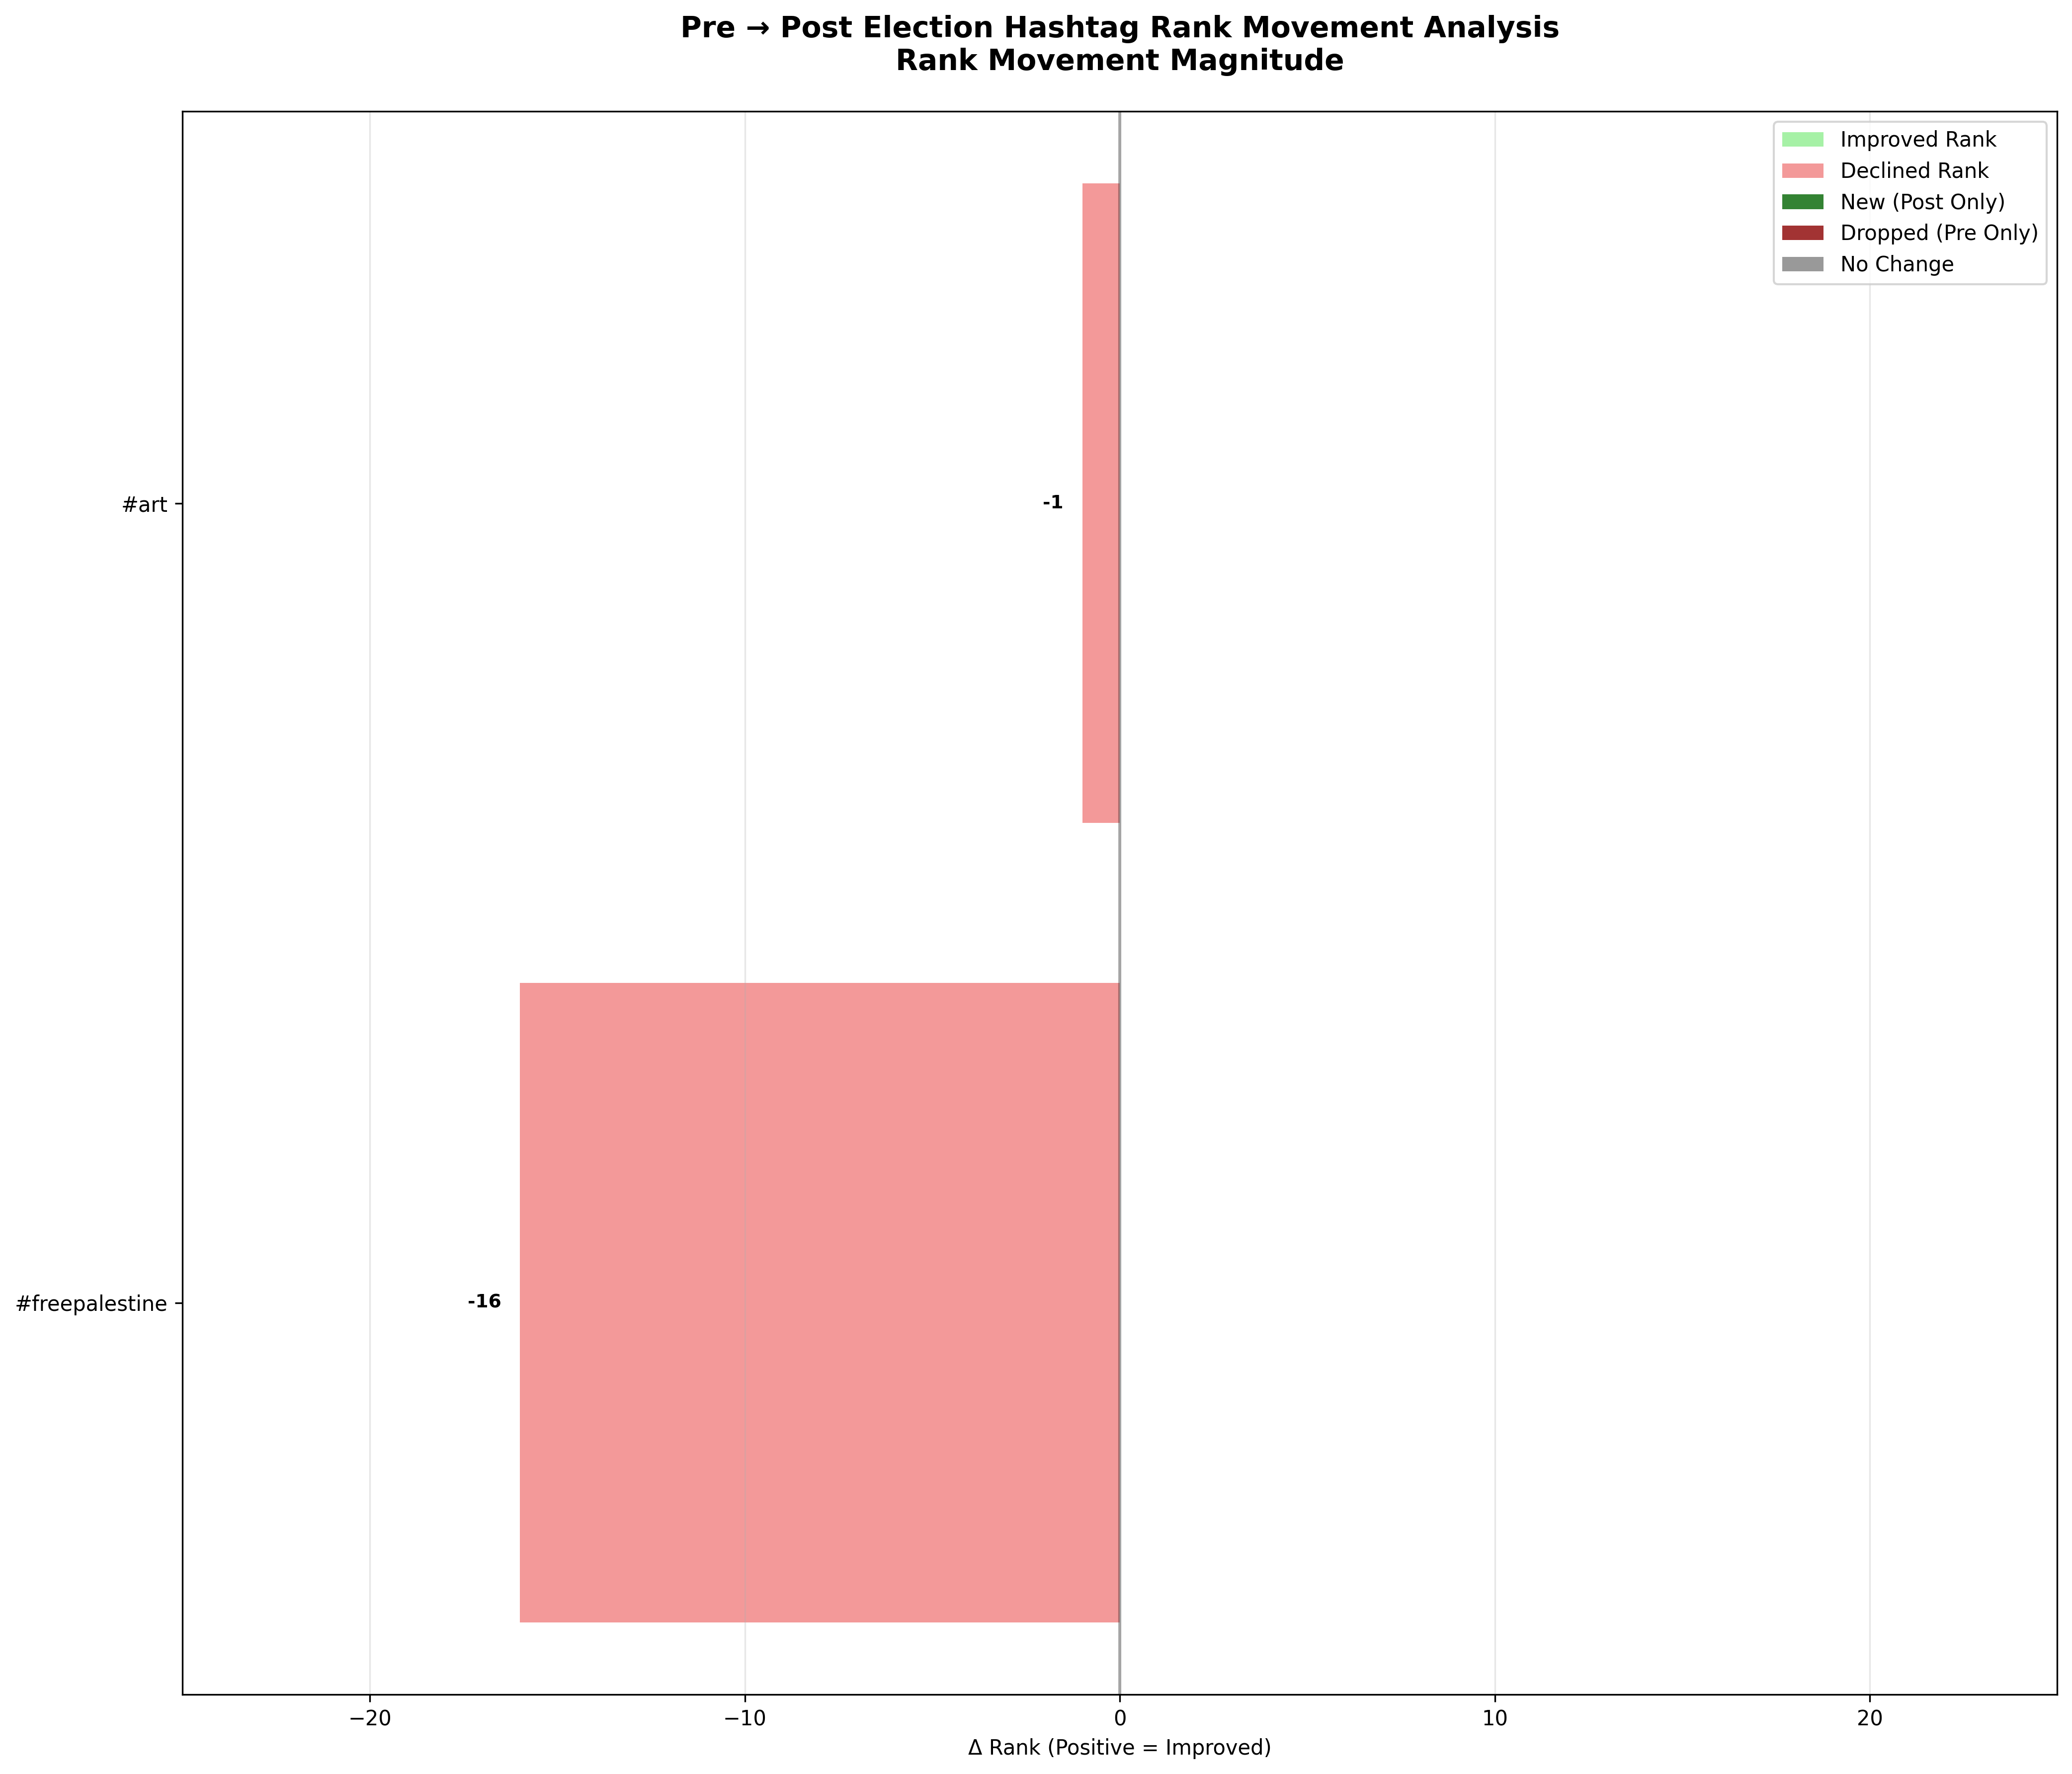 Pre → Post Election Hashtag Rank Movement Analysis
Rank Movement Magnitude
Improved Rank
Declined Rank
New (Post Only)
Dropped (Pre Only)
No Change
#art
-1
#freepalestine
-16
−20 −10 0 10 20
Δ Rank (Positive = Improved)